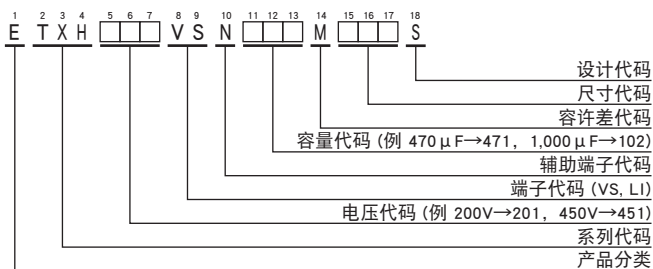 1 2 3 4 5 6 7 8 9 10 11 12 13 14 15 16 17 18
E T X H □□□ V S N □□□ M □□□ S
设计代码
尺寸代码
容许差代码
容量代码 (例 470μF→471, 1,000μF→102)
辅助端子代码
端子代码 (VS, LI)
电压代码 (例 200V→201, 450V→451)
系列代码
产品分类